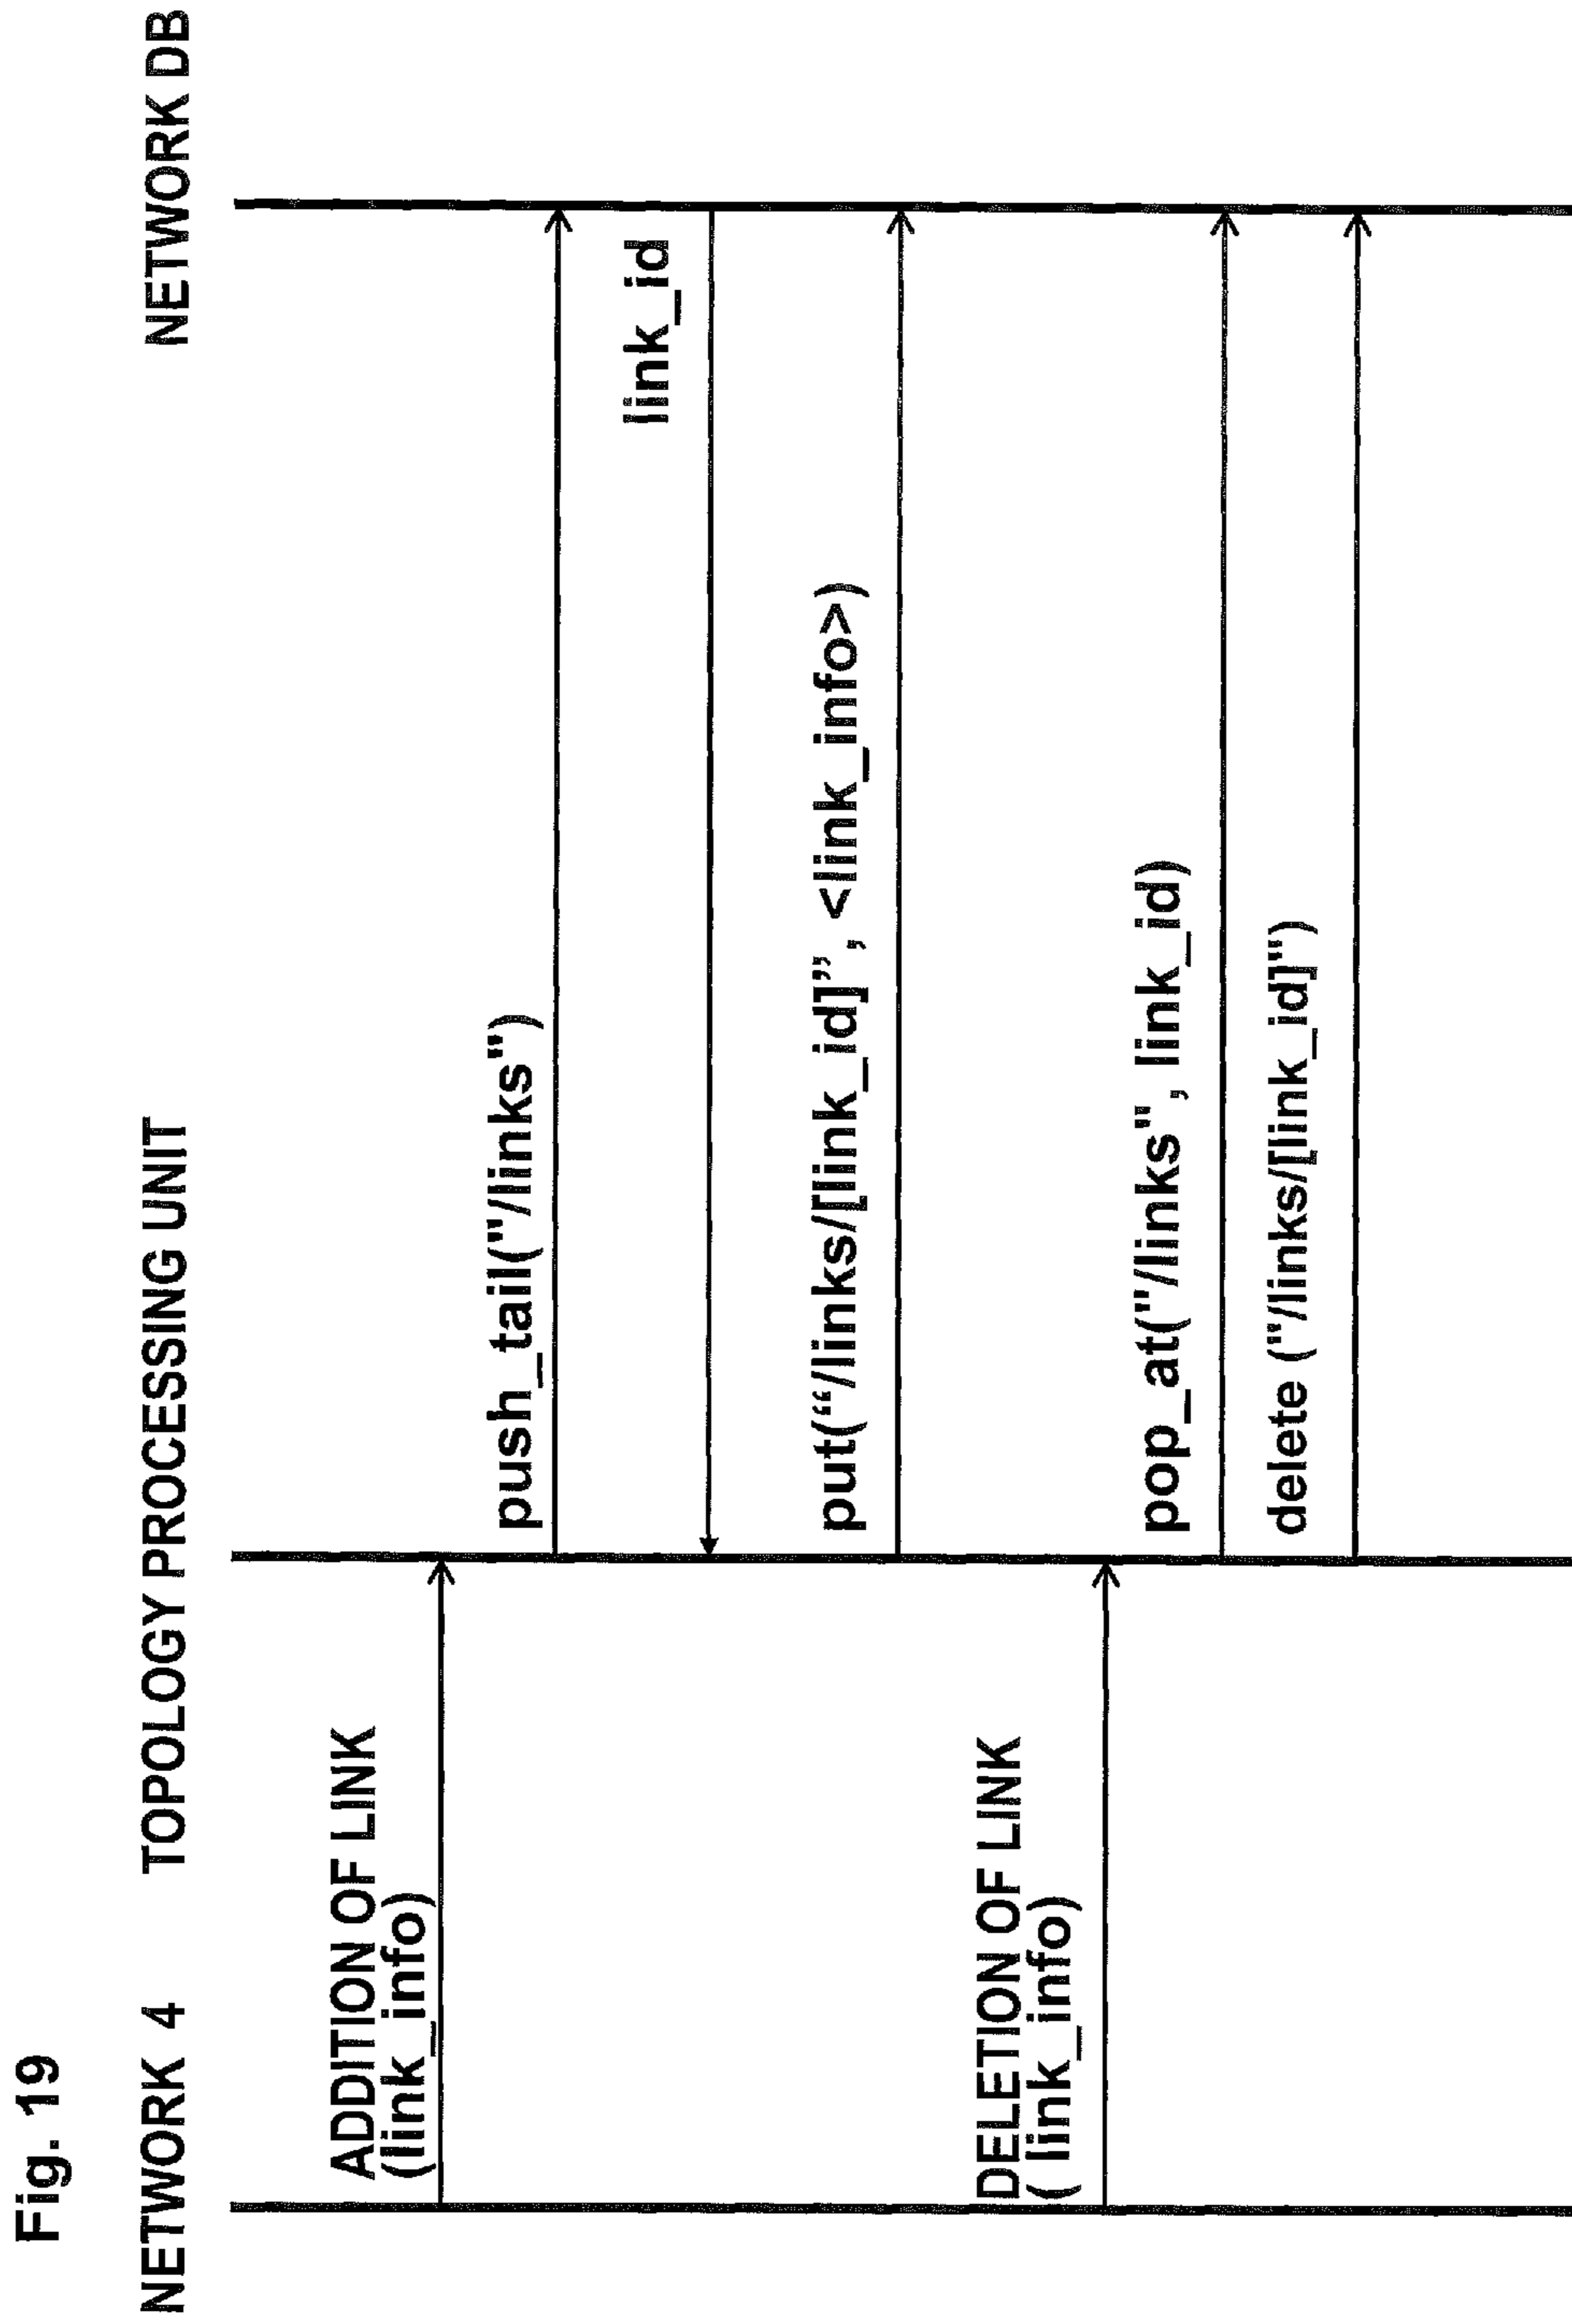 Fig. 19
NETWORK 4 TOPOLOGY PROCESSING UNIT NETWORK DB
ADDITION OF LINK
(link_info)
push_tail("/links")
link_id
put(“/links/[link_id]”, <link_info>)
DELETION OF LINK
( link_info)
pop_at("/links", link_id)
delete ("/links/[link_id]")